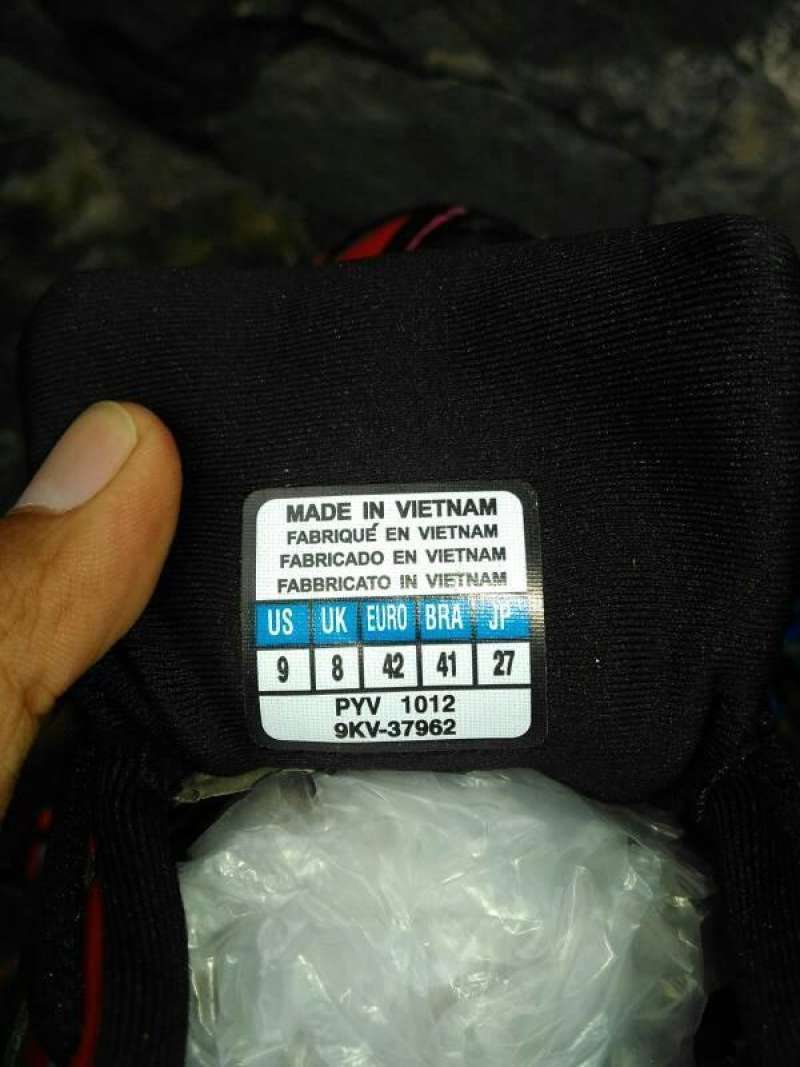 MADE IN VIETNAM
FABRIQUÉ EN VIETNAM
FABRICADO EN VIETNAM
FABBRICATO IN VIETNAM
US UK EURO BRA JP
9 8 42 41 27
PYV 1012
9KV-37962